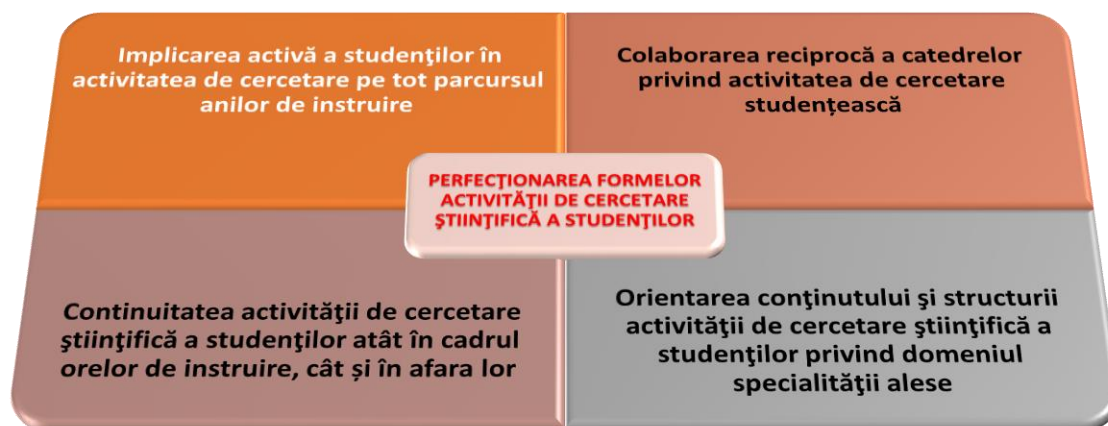 Implicarea activă a studenţilor în
activitatea de cercetare pe tot parcursul
anilor de instruire
Colaborarea reciprocă a catedrelor
privind activitatea de cercetare
studențească
PERFECŢIONAREA FORMELOR
ACTIVITĂŢII DE CERCETARE
ŞTIINŢIFICĂ A STUDENŢILOR
Continuitatea activităţii de cercetare
ştiinţifică a studenţilor atât în cadrul
orelor de instruire, cât și în afara lor
Orientarea conţinutului şi structurii
activităţii de cercetare ştiinţifică a
studenţilor privind domeniul
specialităţii alese